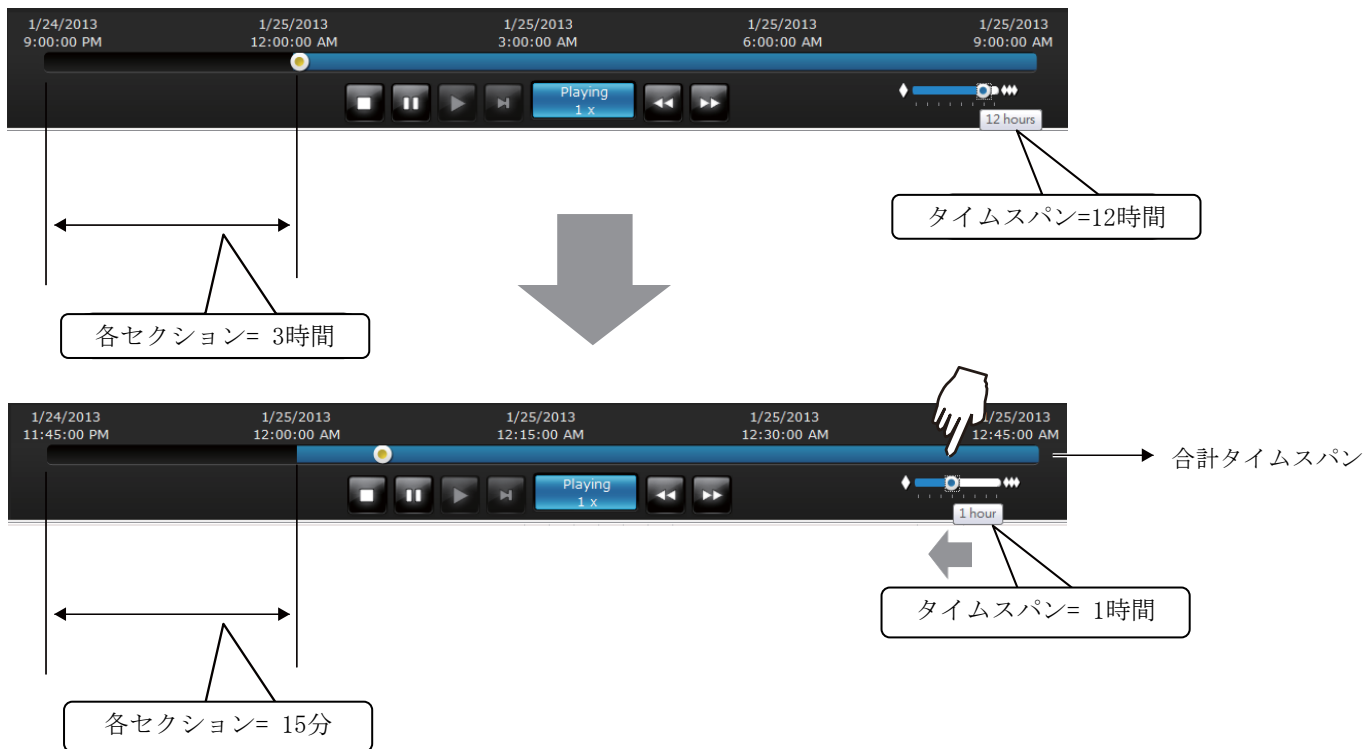 1/24/2013 1/25/2013 1/25/2013 1/25/2013 1/25/2013
9:00:00 PM 12:00:00 AM 3:00:00 AM 6:00:00 AM 9:00:00 AM
Playing
1 x
12 hours
タイムスパン=12時間
各セクション= 3時間
1/24/2013 1/25/2013 1/25/2013 1/25/2013 1/25/2013
11:45:00 PM 12:00:00 AM 12:15:00 AM 12:30:00 AM 12:45:00 AM
合計タイムスパン
Playing
1 x
1 hour
タイムスパン= 1時間
各セクション= 15分